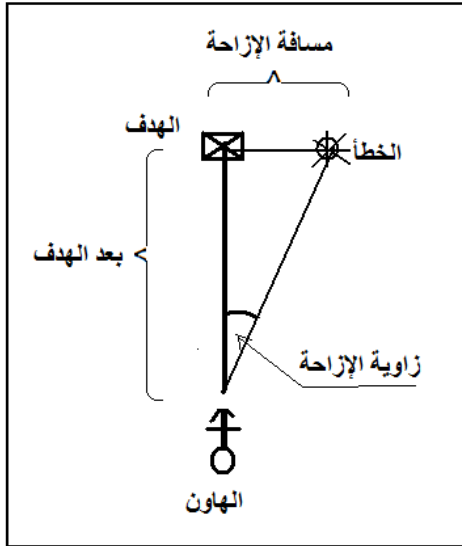 مسافة الإزاحة
الهدف
الخطأ
بعد الهدف
زاوية الإزاحة
الهاون